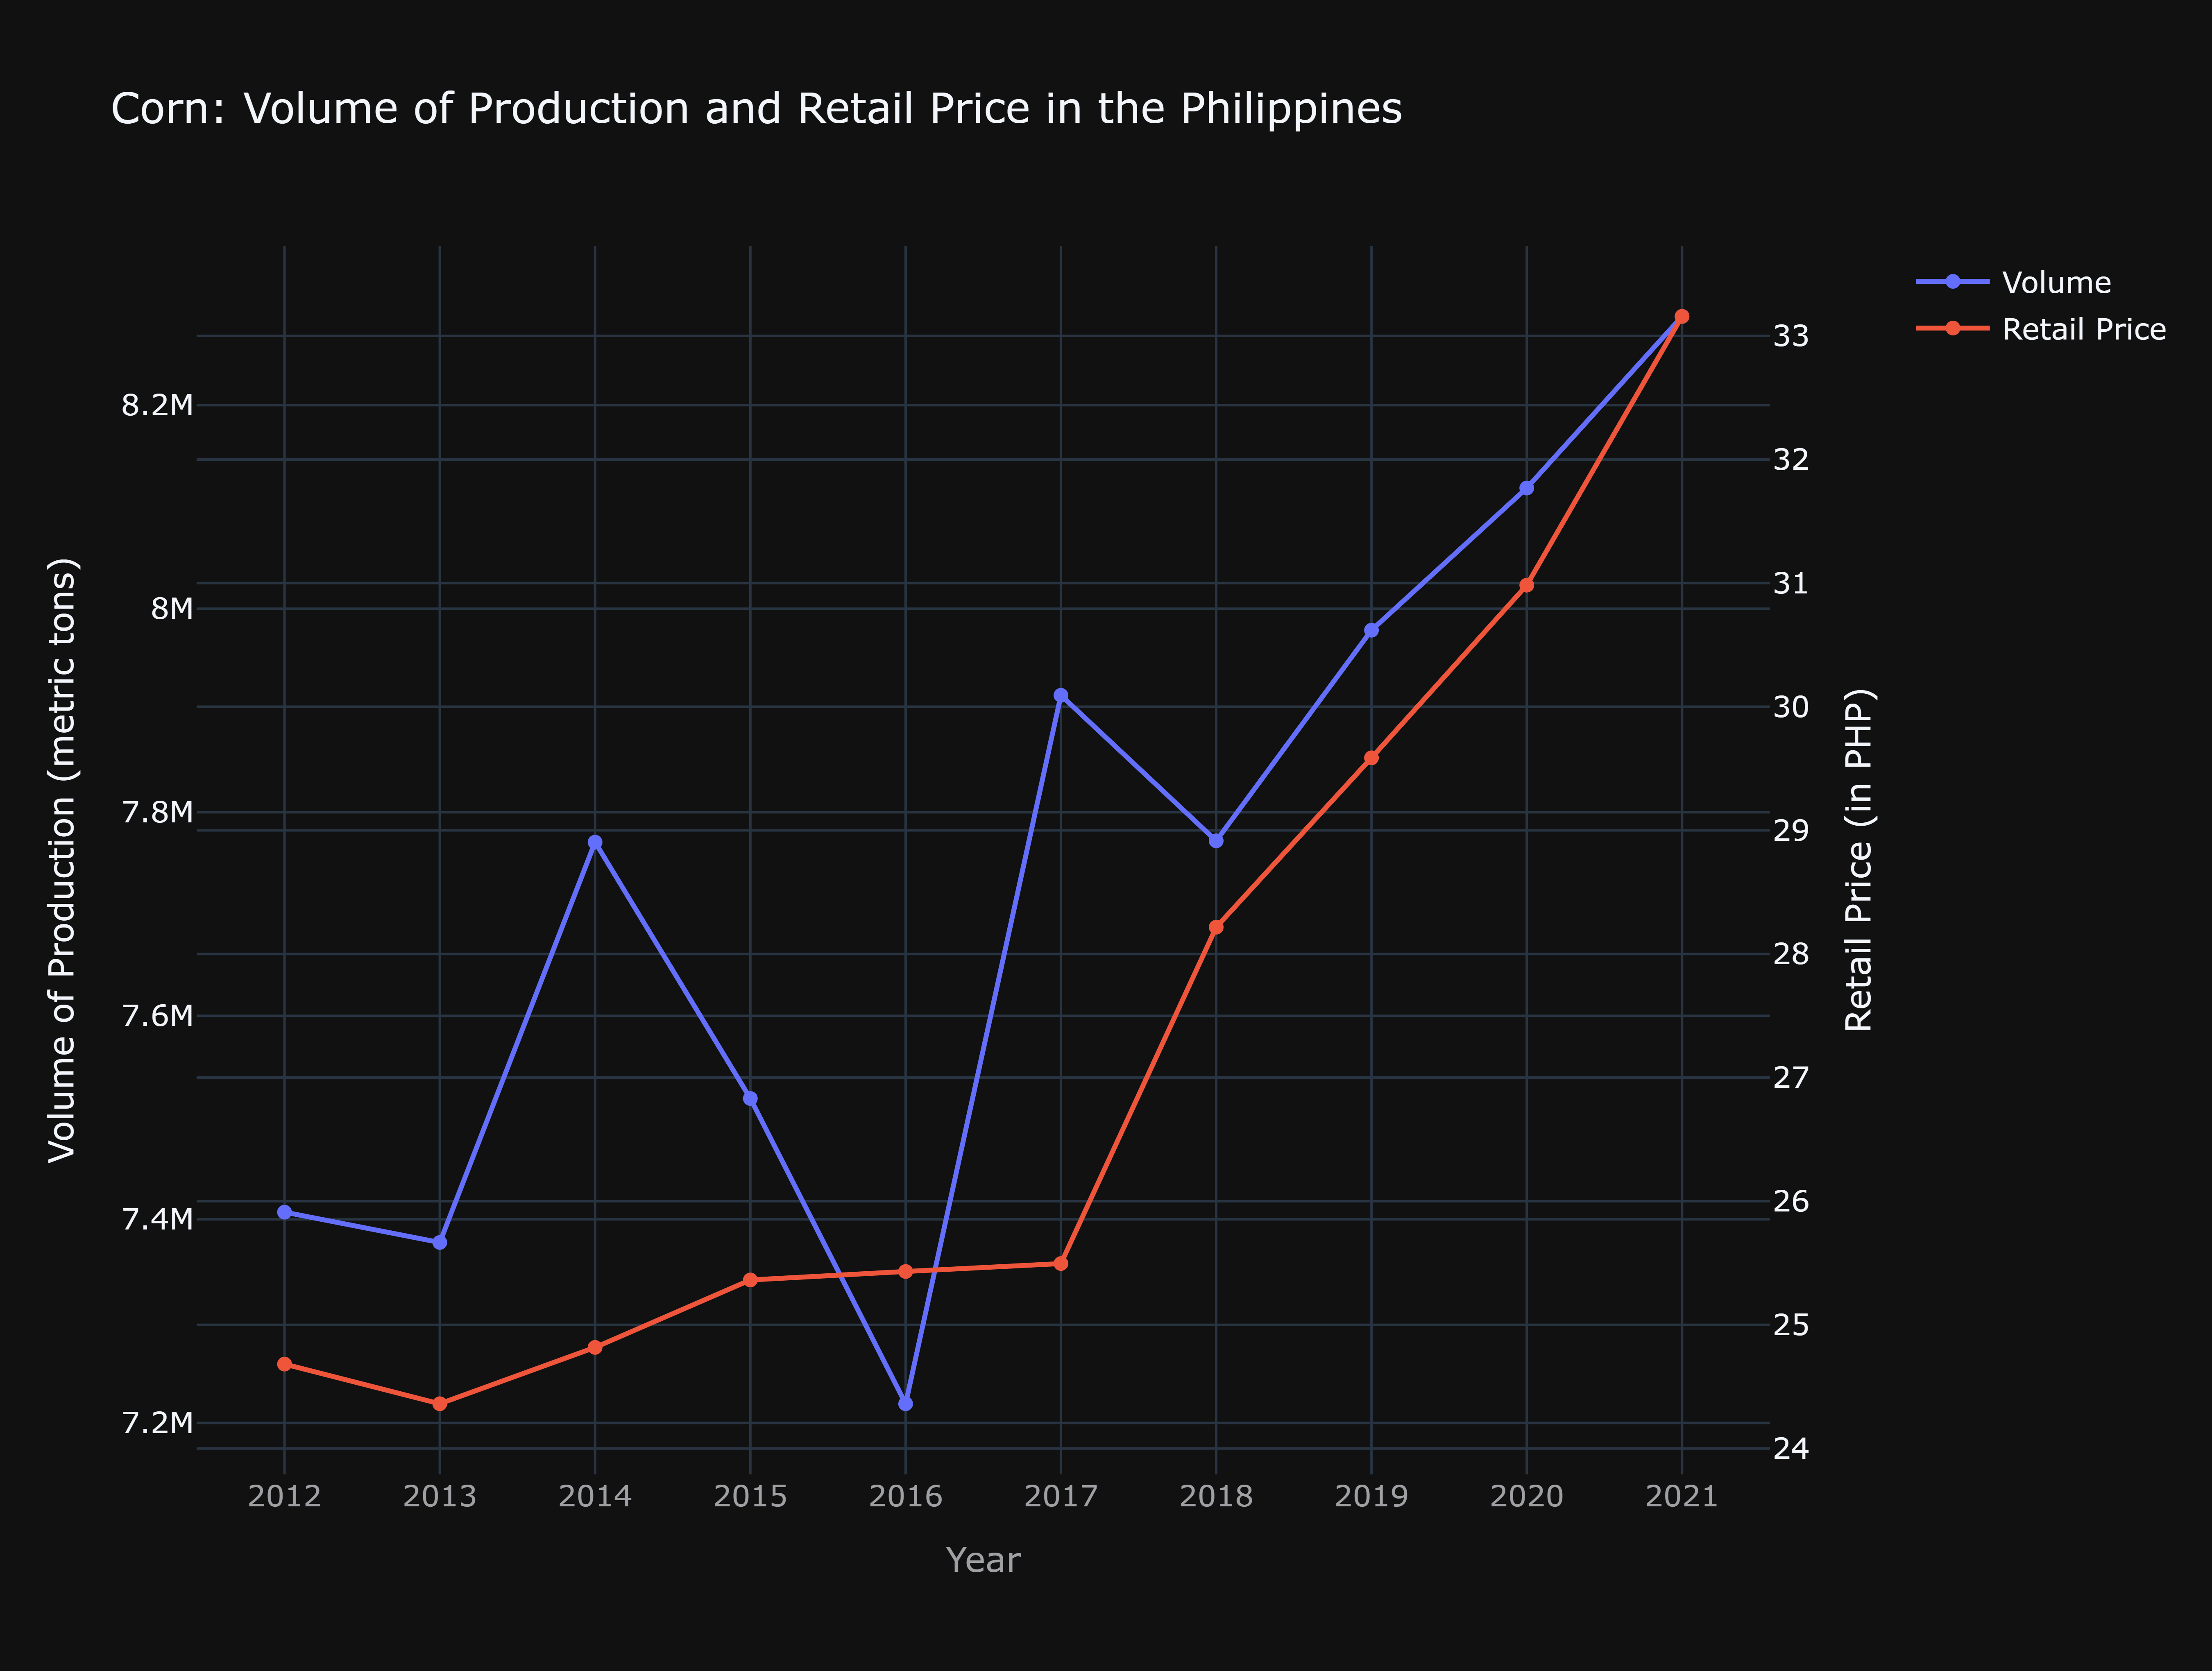 Corn: Volume of Production and Retail Price in the Philippines
Volume
Retail Price
Volume of Production (metric tons)
8.2M
8M
7.8M
7.6M
7.4M
7.2M
33
32
31
30
29
28
27
26
25
24
Retail Price (in PHP)
2012 2013 2014 2015 2016 2017 2018 2019 2020 2021
Year